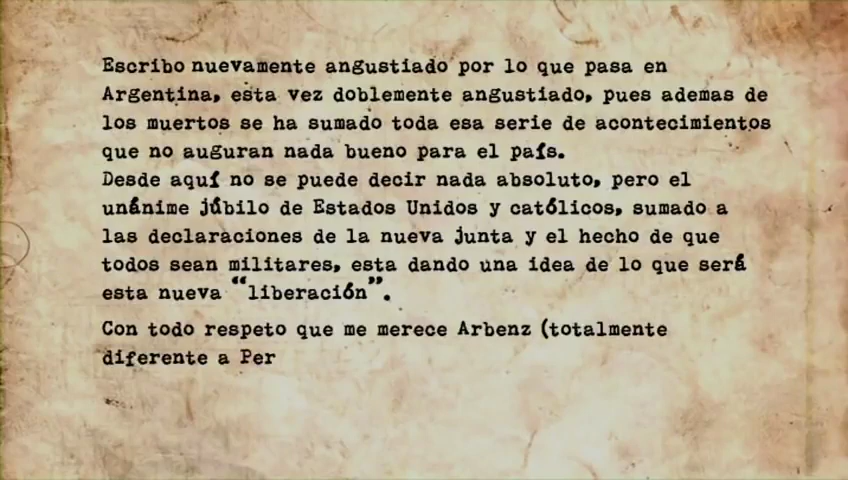 Escribo nuevamente angustiado por lo que pasa en
Argentina, esta vez doblemente angustiado, pues ademas de
los muertos se ha sumado toda esa serie de acontecimientos
que no auguran nada bueno para el país.
Desde aquí no se puede decir nada absoluto, pero el
unánime júbilo de Estados Unidos y católicos, sumado a
las declaraciones de la nueva junta y el hecho de que
todos sean militares, esta dando una idea de lo que será
esta nueva “liberación”.
Con todo respeto que me merece Arbenz (totalmente
diferente a Per